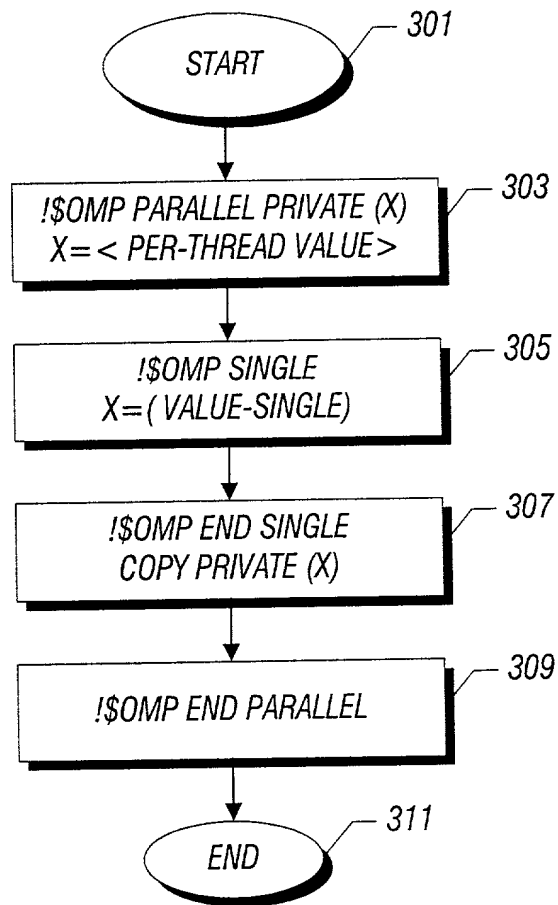 301
START
303
!$OMP PARALLEL PRIVATE (X)
X=< PER-THREAD VALUE>
305
!$OMP SINGLE
X=( VALUE-SINGLE)
307
!$OMP END SINGLE
COPY PRIVATE (X)
309
!$OMP END PARALLEL
311
END